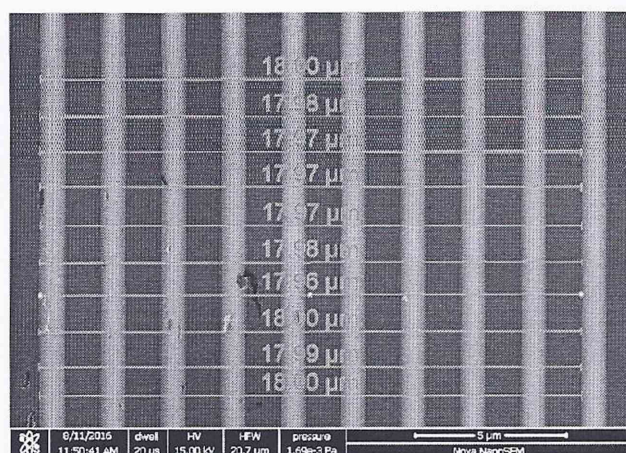 18.00 µm
17.98 µm
17.97 µm
17.97 µm
17.97 µm
17.98 µm
17.96 µm
18.00 µm
17.99 µm
18.00 µm
8/11/2016 dwell HV HFW pressure 5 µm
11:50:41 AM 20 µs 15.00 kV 20.7 µm 1.69e-3 Pa Nova NanoSEM